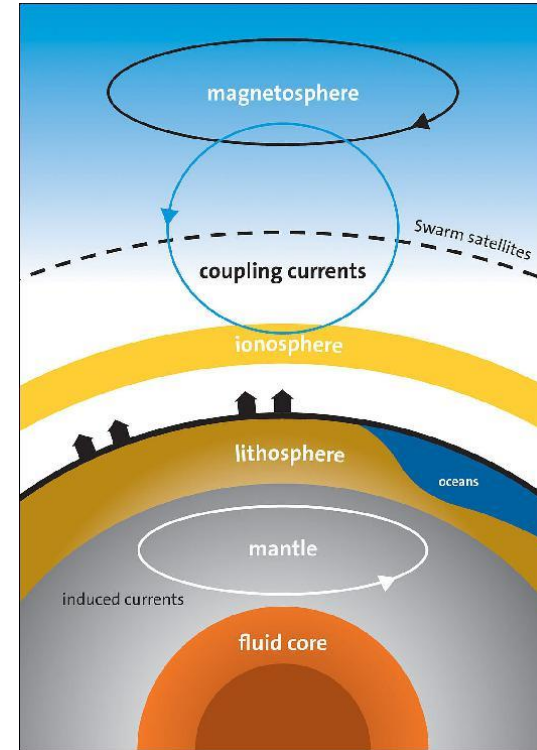 magnetosphere
Swarm satellites
coupling currents
ionosphere
lithosphere
oceans
mantle
induced currents
fluid core